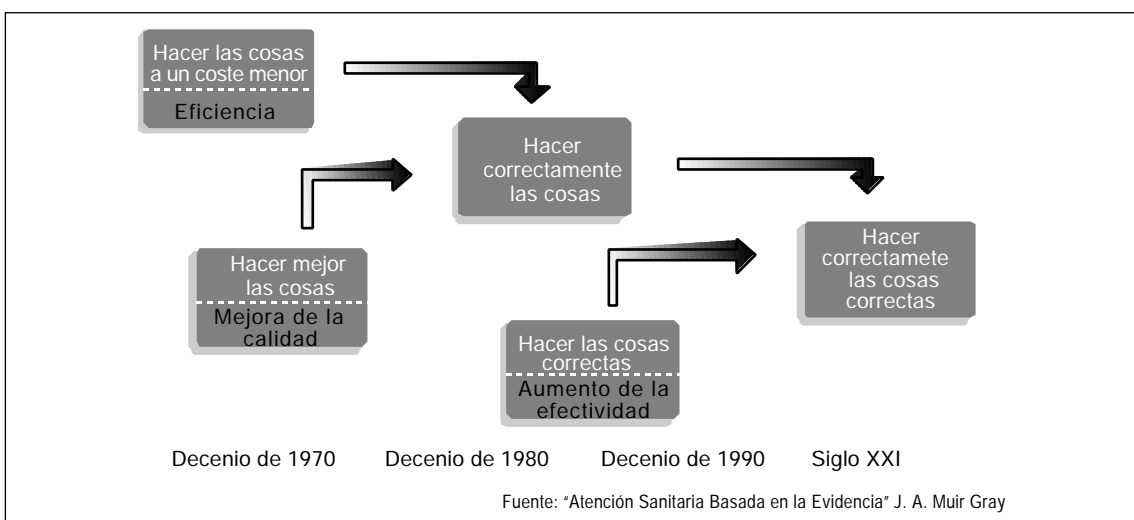 Hacer las cosas
a un coste menor
Eficiencia
Hacer
correctamente
las cosas
Hacer mejor
las cosas
Mejora de la
calidad
Hacer
correctamete
las cosas
correctas
Hacer las cosas
correctas
Aumento de la
efectividad
Decenio de 1970 Decenio de 1980 Decenio de 1990 Siglo XXI
Fuente: "Atención Sanitaria Basada en la Evidencia" J. A. Muir Gray